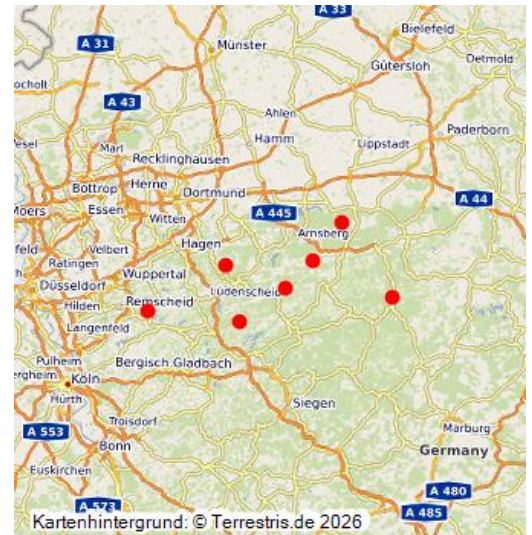 A 33
A 31
Bielefeld
Münster
Detmold
ocholt
Gütersloh
A 43
Ahlen
Paderborn
Hamm
Lippstadt
esel
Marl
Recklinghausen
Bottrop
Herne
Dortmund
A 44
Moers
Essen
Witten
A 445
Arnsberg
feld
Velbert
Hagen
Ratingen
Wuppertal
Düsseldorf
Lüdenscheid
Hilden
Remscheid
Langenfeld
Pulheim
Bergisch Gladbach
ergheim
Köln
Hürth
Siegen
Troisdorf
Marburg
A 553
Bonn
Germany
Euskirchen
A 480
A 573
A 485
Kartenhintergrund: © Terrestris.de 2026